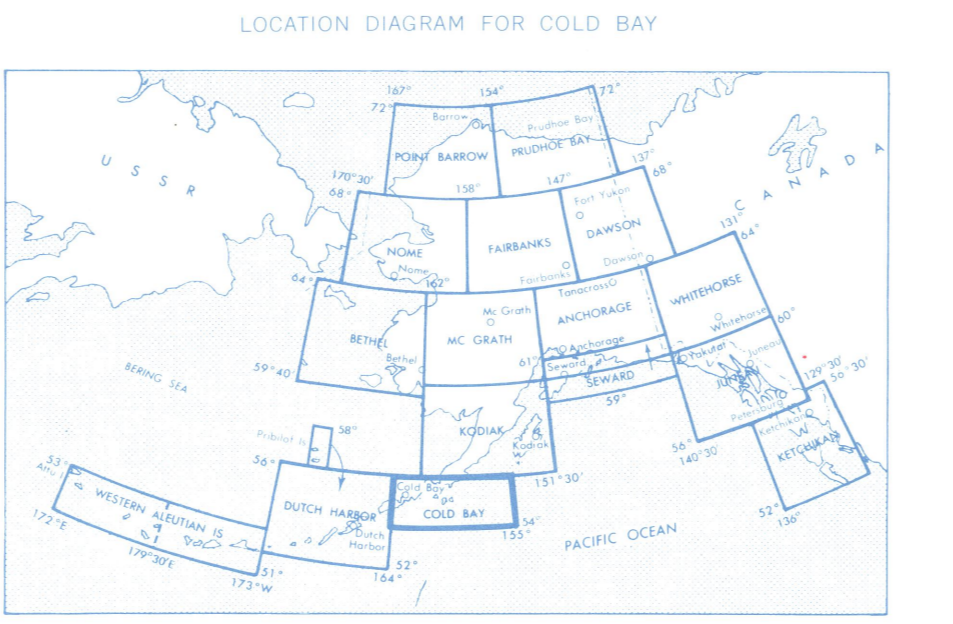 LOCATION DIAGRAM FOR COLD BAY
167°
154°
72°
72°
Barrow
Prudhoe Bay
POINT BARROW
PRUDHOE BAY
U S S R
C A N A D A
170°30'
68°
158°
147°
137°
68°
Fort Yukon
NOME
Nome
FAIRBANKS
Fairbanks
DAWSON
Dawson
131°
64°
64°
162°
Tanacross
Mc Grath
ANCHORAGE
WHITEHORSE
Whitehorse
60°
BETHEL
Bethel
MC GRATH
61°
Anchorage
Seward
SEWARD
59°
Yakutat
Juneau
JUNEAU
59°40'
BERING SEA
129°30'
50°30'
Petersburg
Ketchikan
KETCHIKAN
Pribilof Is
58°
KODIAK
Kodiak
56°
56°
140°30'
53°
Attu I
151°30'
Cold Bay
COLD BAY
DUTCH HARBOR
Dutch
Harbor
WESTERN ALEUTIAN IS
172°E
179°30'E
173°W
51°
52°
164°
54°
155°
PACIFIC OCEAN
52°
136°